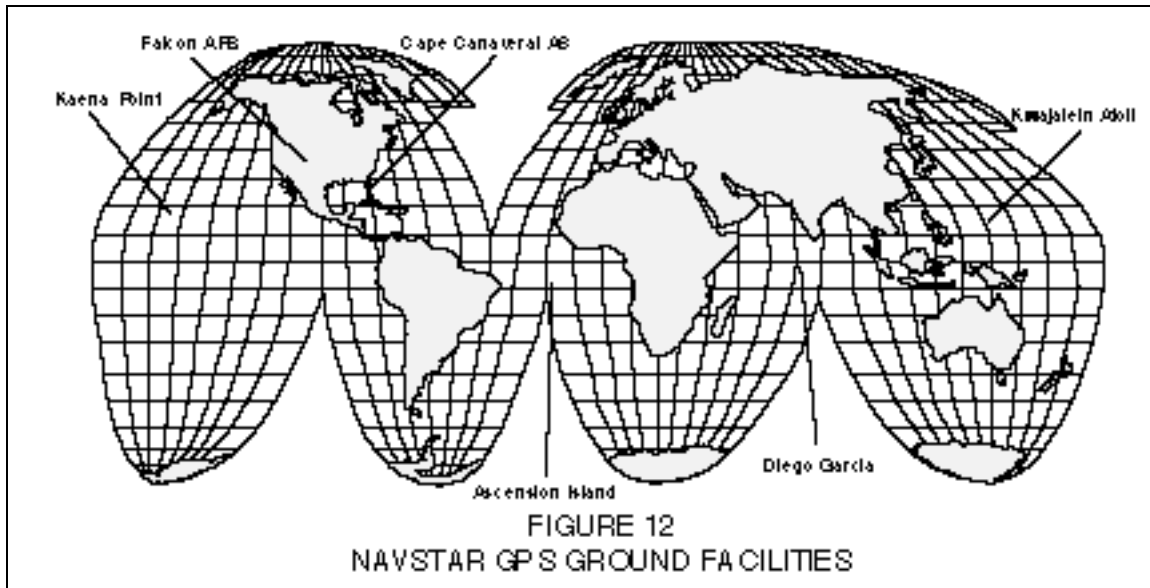 Falcon AFB
Cape Canaveral AS
Kaena Point
Kwajalein Atoll
Diego Garcia
Ascension Island
FIGURE 12
NAVSTAR GPS GROUND FACILITIES